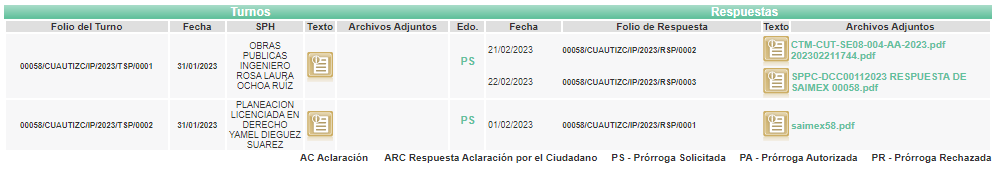 Turnos Respuestas
Folio del Turno Fecha SPH Texto Archivos Adjuntos Edo. Fecha Folio de Respuesta Texto Archivos Adjuntos
00058/CUAUTIZC/IP/2023/TSP/0001 31/01/2023
OBRAS
PUBLICAS
INGENIERO
ROSA LAURA
OCHOA RUIZ
PS
21/02/2023 00058/CUAUTIZC/IP/2023/RSP/0002
CTM-CUT-SE08-004-AA-2023.pdf
202302211744.pdf
22/02/2023 00058/CUAUTIZC/IP/2023/RSP/0003
SPPC-DCC00112023 RESPUESTA DE
SAIMEX 00058.pdf
00058/CUAUTIZC/IP/2023/TSP/0002 31/01/2023
PLANEACION
LICENCIADA EN
DERECHO
YAMEL DIEGUEZ
SUAREZ
PS
01/02/2023 00058/CUAUTIZC/IP/2023/RSP/0001 saimex58.pdf
AC Aclaración ARC Respuesta Aclaración por el Ciudadano PS - Prórroga Solicitada PA - Prórroga Autorizada PR - Prórroga Rechazada